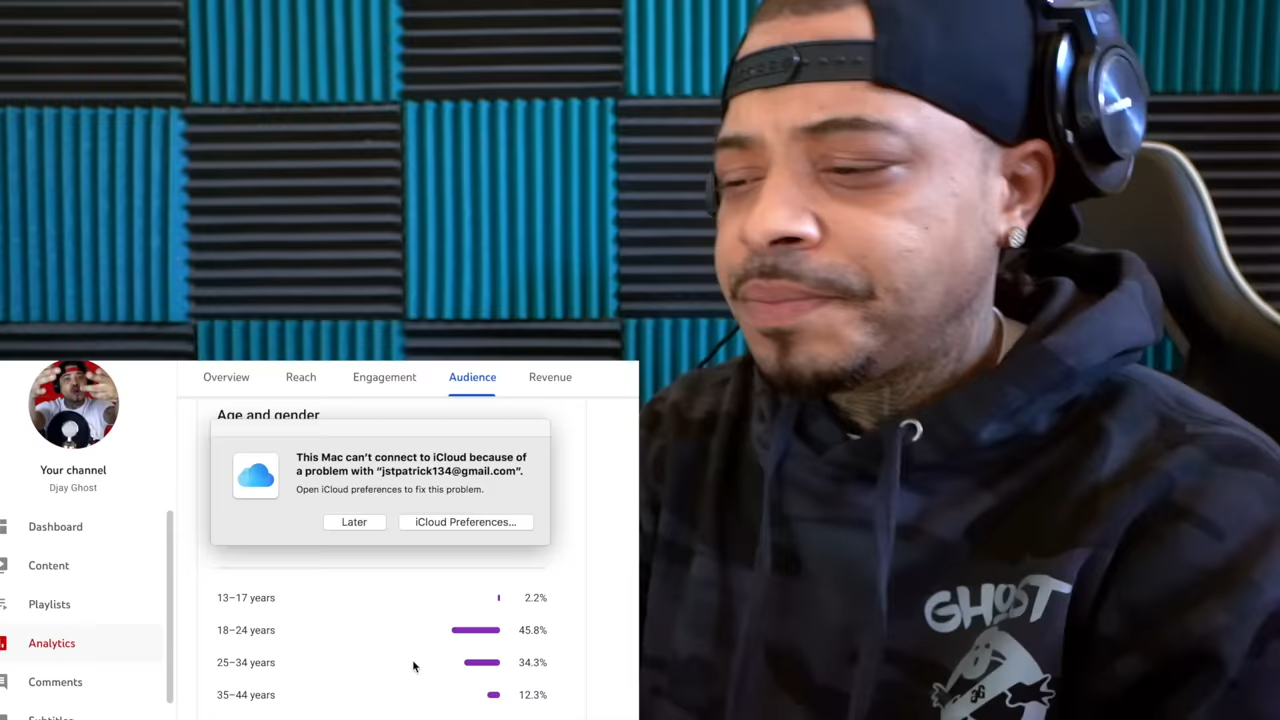 Overview Reach Engagement Audience Revenue
Age and gender
This Mac can't connect to iCloud because of
a problem with “jstpatrick134@gmail.com”.
Open iCloud preferences to fix this problem.
Later iCloud Preferences...
Your channel
Djay Ghost
Dashboard
Content
Playlists
Analytics
Comments
Subtitles
13–17 years 2.2%
18–24 years 45.8%
25–34 years 34.3%
35–44 years 12.3%
GHOST